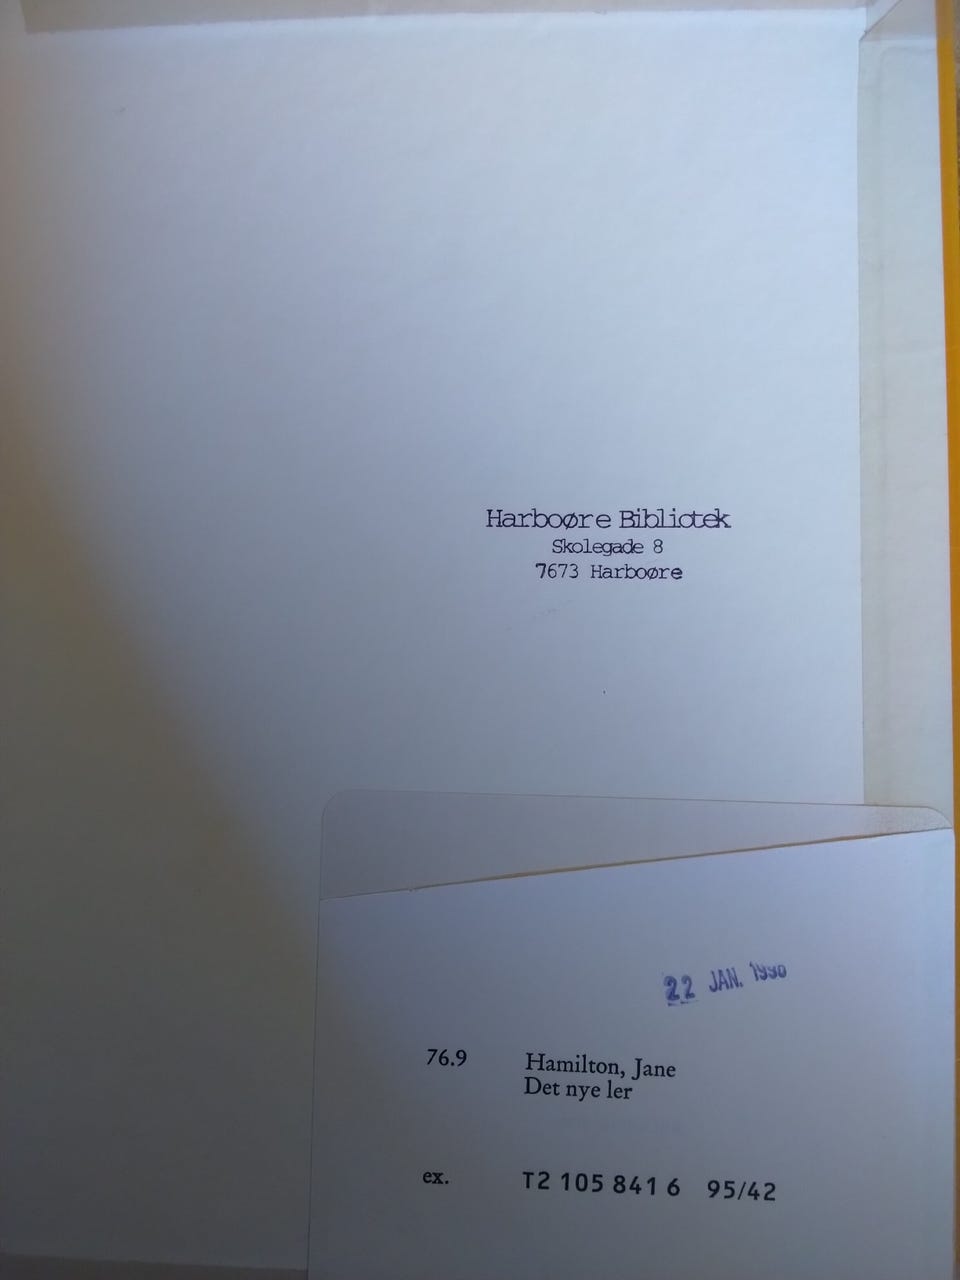 Harboøre Bibliotek
Skolegade 8
7673 Harboøre
22 JAN. 1990
76.9 Hamilton, Jane
Det nye ler
ex. T2 105 841 6 95/42